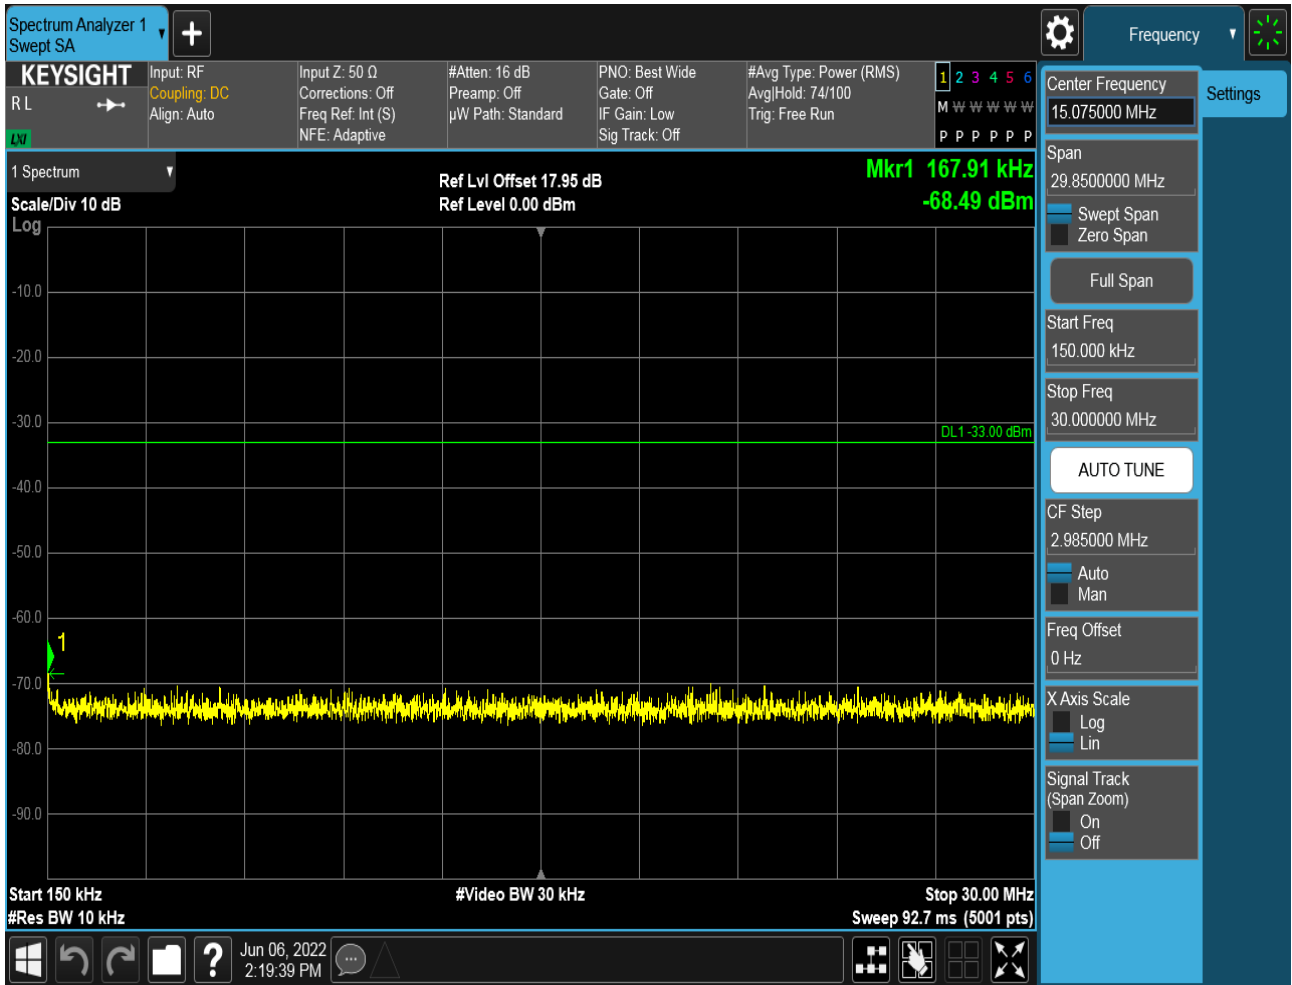 Spectrum Analyzer 1
Swept SA
Frequency
KEYSIGHT
R L
LXI
Input: RF
Coupling: DC
Align: Auto
Input Z: 50 Ω
Corrections: Off
Freq Ref: Int (S)
NFE: Adaptive
#Atten: 16 dB
Preamp: Off
µW Path: Standard
PNO: Best Wide
Gate: Off
IF Gain: Low
Sig Track: Off
#Avg Type: Power (RMS)
Avg|Hold: 74/100
Trig: Free Run
1 2 3 4 5 6
M W W W W W
P P P P P P
1 Spectrum
Scale/Div 10 dB
Log
Ref Lvl Offset 17.95 dB
Ref Level 0.00 dBm
Mkr1 167.91 kHz
-68.49 dBm
-10.0
-20.0
-30.0
DL1 -33.00 dBm
-40.0
-50.0
-60.0
1
-70.0
-80.0
-90.0
Start 150 kHz
#Res BW 10 kHz
#Video BW 30 kHz
Stop 30.00 MHz
Sweep 92.7 ms (5001 pts)
Center Frequency
15.075000 MHz
Settings
Span
29.8500000 MHz
Swept Span
Zero Span
Full Span
Start Freq
150.000 kHz
Stop Freq
30.000000 MHz
AUTO TUNE
CF Step
2.985000 MHz
Auto
Man
Freq Offset
0 Hz
X Axis Scale
Log
Lin
Signal Track
(Span Zoom)
On
Off
?
Jun 06, 2022
2:19:39 PM